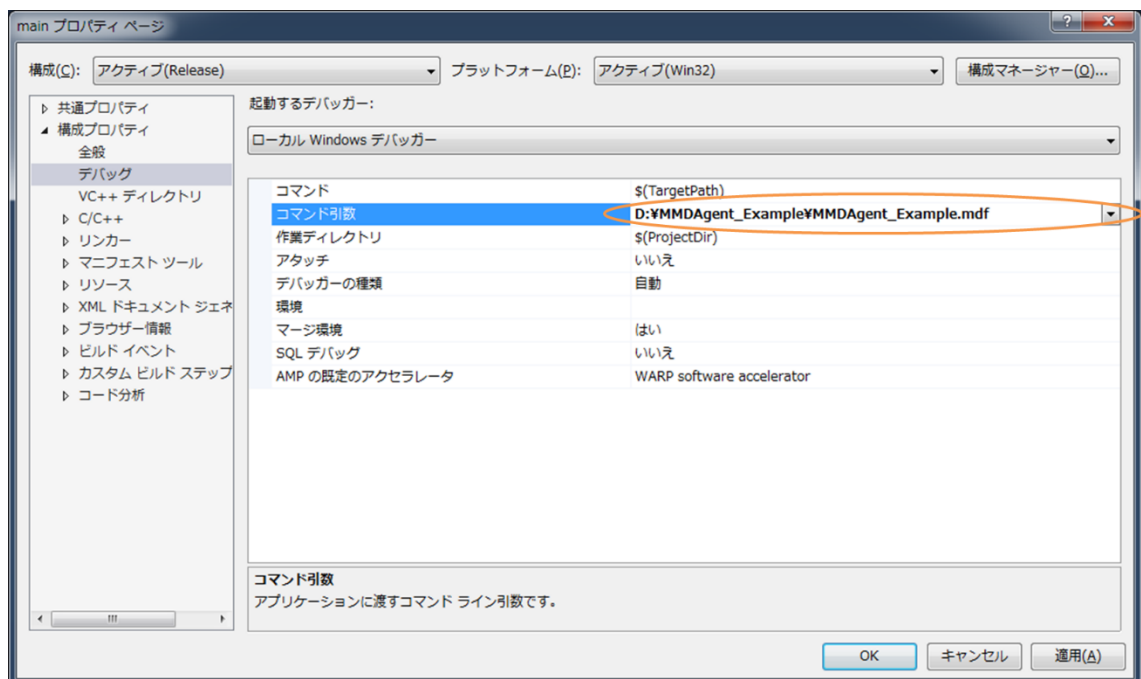 main プロパティ ページ
構成(C): アクティブ(Release) プラットフォーム(P): アクティブ(Win32) 構成マネージャー(O)...
共通プロパティ
構成プロパティ
全般
デバッグ
VC++ ディレクトリ
C/C++
リンカー
マニフェスト ツール
リソース
XML ドキュメント ジェネ
ブラウザー情報
ビルド イベント
カスタム ビルド ステップ
コード分析
起動するデバッガー:
ローカル Windows デバッガー
コマンド $(TargetPath)
コマンド引数 D:¥MMDAgent_Example¥MMDAgent_Example.mdf
作業ディレクトリ $(ProjectDir)
アタッチ いいえ
デバッガーの種類 自動
環境
マージ環境 はい
SQL デバッグ いいえ
AMP の既定のアクセラレータ WARP software accelerator
コマンド引数
アプリケーションに渡すコマンド ライン引数です。
OK キャンセル 適用(A)